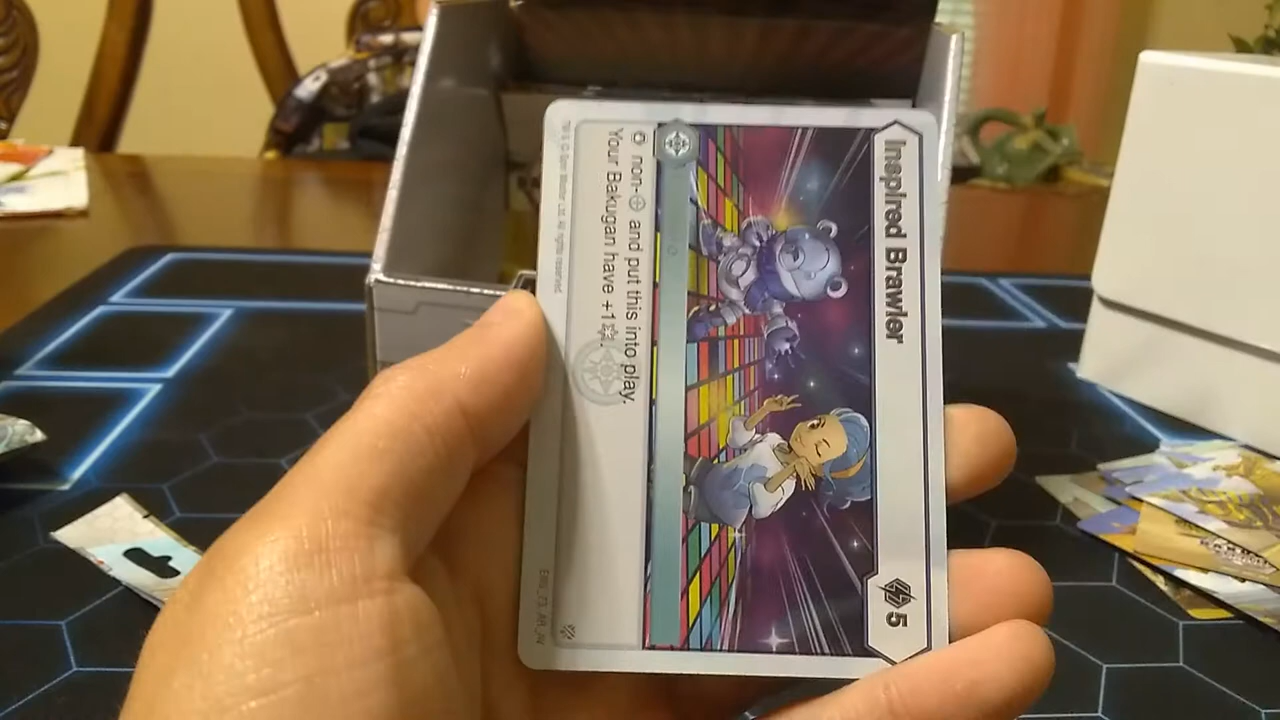 Inspired Brawler
5
non- and put this into play.
Your Bakugan have +1.